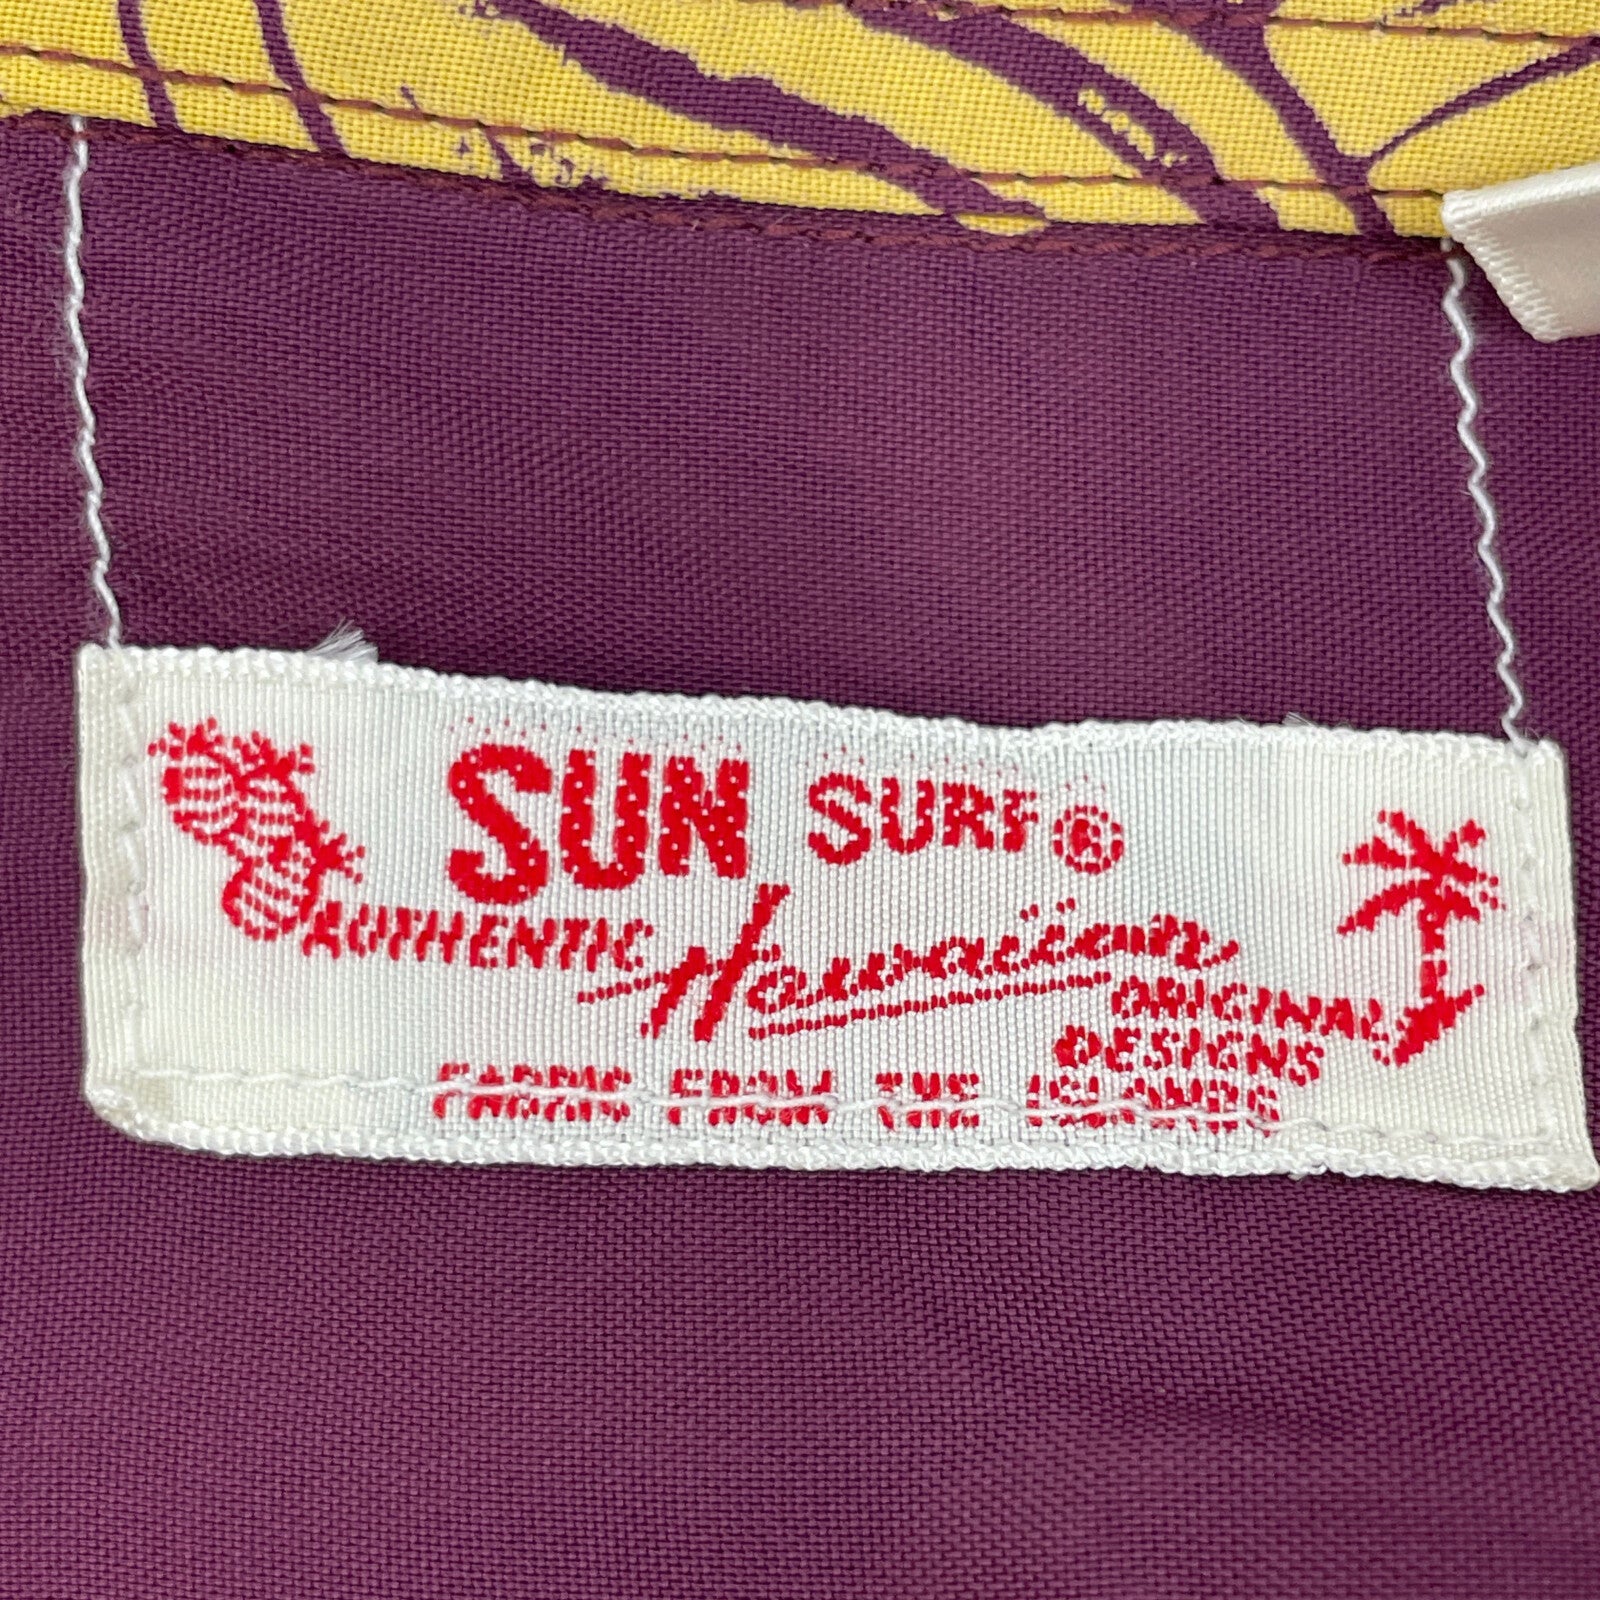 SUN SURF®
AUTHENTIC Hawaiian ORIGINAL
DESIGNS
FABRIC FROM THE ISLANDS